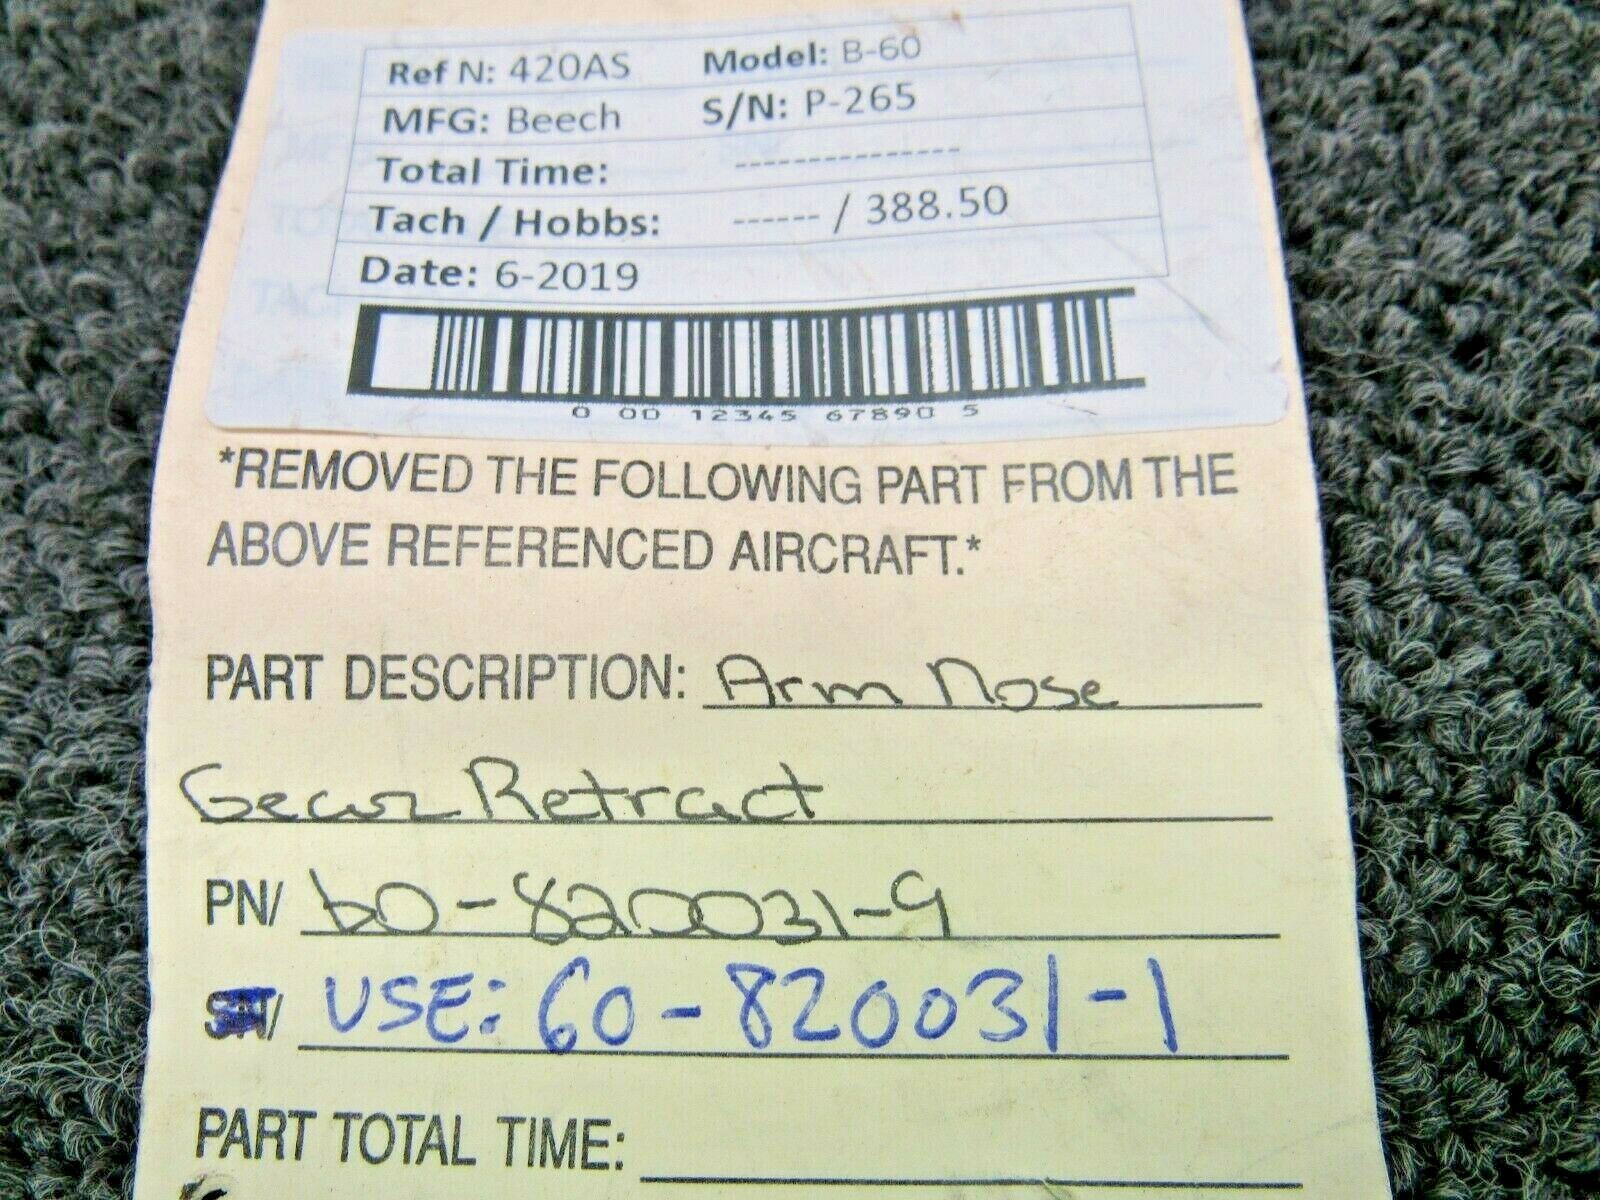 Ref N: 420AS Model: B-60
MFG: Beech S/N: P-265
Total Time: ---------------
Tach / Hobbs: ------ / 388.50
Date: 6-2019
0 00 12345 67890 5
*REMOVED THE FOLLOWING PART FROM THE
ABOVE REFERENCED AIRCRAFT.*
PART DESCRIPTION: Arm Nose
Gear Retract
PN/ 60-820031-9
USE: 60-820031-1
PART TOTAL TIME: